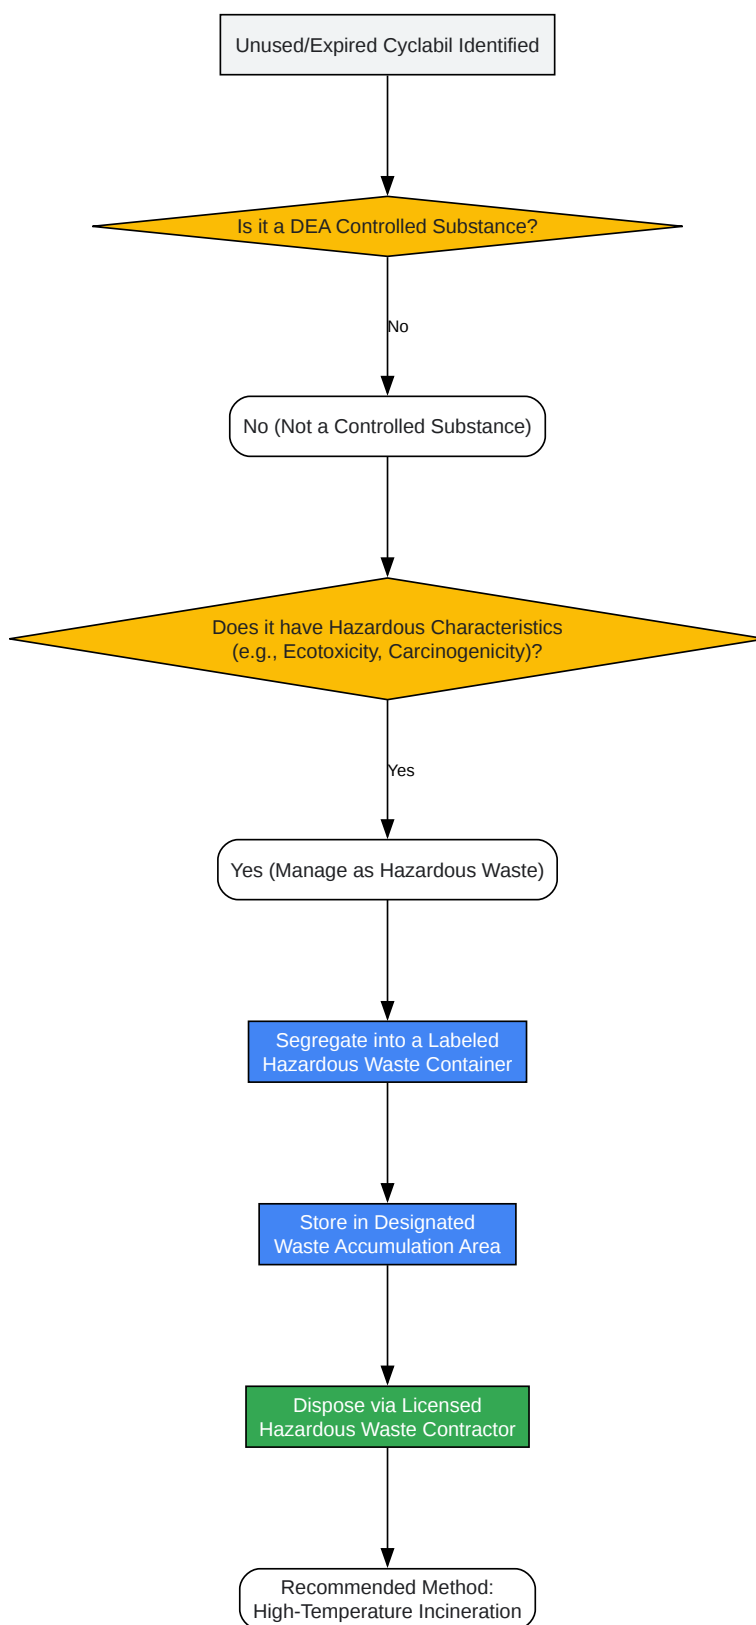 Unused/Expired Cyclabil Identified
Is it a DEA Controlled Substance?
No
No (Not a Controlled Substance)
Does it have Hazardous Characteristics
(e.g., Ecotoxicity, Carcinogenicity)?
Yes
Yes (Manage as Hazardous Waste)
Segregate into a Labeled
Hazardous Waste Container
Store in Designated
Waste Accumulation Area
Dispose via Licensed
Hazardous Waste Contractor
Recommended Method:
High-Temperature Incineration